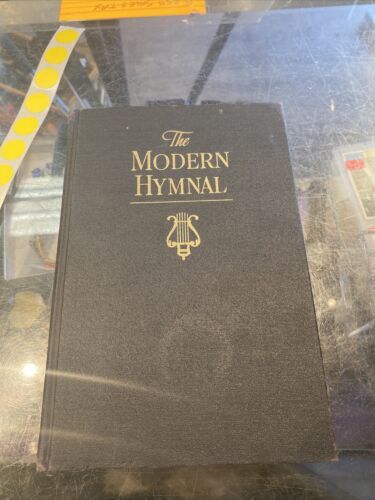 The
MODERN
HYMNAL